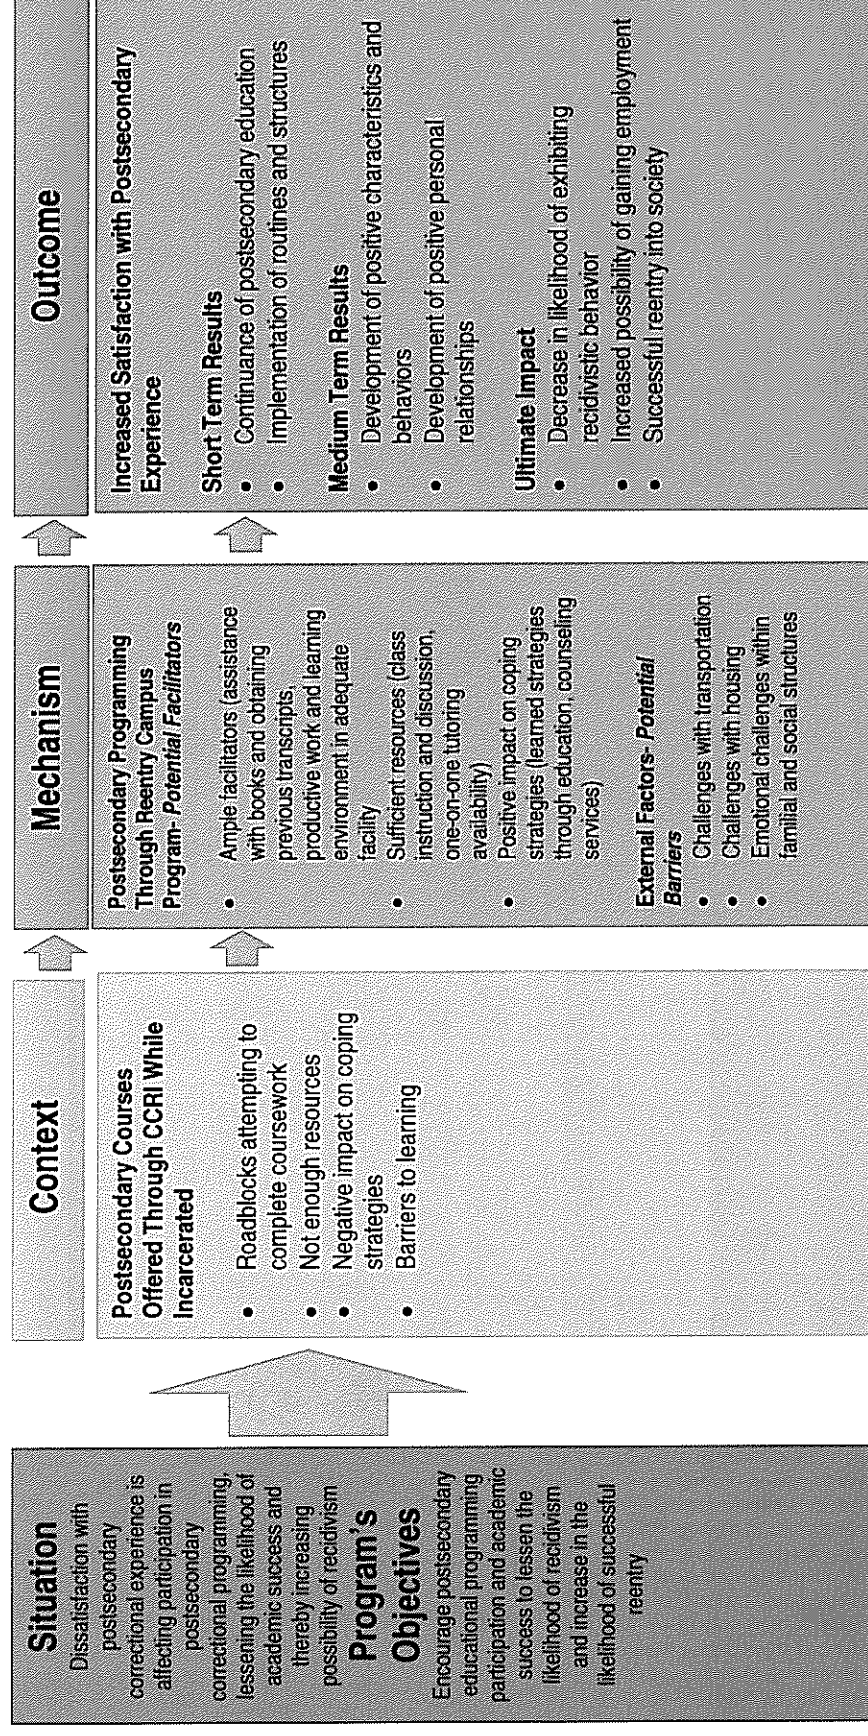 Situation
Dissatisfaction with
postsecondary
correctional experience is
affecting participation in
postsecondary
correctional programming,
lessening the likelihood of
academic success and
thereby increasing
possibility of recidivism
Program's
Objectives
Encourage postsecondary
educational programming
participation and academic
success to lessen the
likelihood of recidivism
and increase in the
likelihood of successful
reentry
Context
Postsecondary Courses
Offered Through CCRI While
Incarcerated
• Roadblocks attempting to
complete coursework
• Not enough resources
• Negative impact on coping
strategies
• Barriers to learning
Mechanism
Postsecondary Programming
Through Reentry Campus
Program- Potential Facilitators
• Ample facilitators (assistance
with books and obtaining
previous transcripts,
productive work and learning
environment in adequate
facility
• Sufficient resources (class
instruction and discussion,
one-on-one tutoring
availability)
• Positive impact on coping
strategies (learned strategies
through education, counseling
services)
External Factors- Potential
Barriers
• Challenges with transportation
• Challenges with housing
• Emotional challenges within
familial and social structures
Outcome
Increased Satisfaction with Postsecondary
Experience
Short Term Results
• Continuance of postsecondary education
• Implementation of routines and structures
Medium Term Results
• Development of positive characteristics and
behaviors
• Development of positive personal
relationships
Ultimate Impact
• Decrease in likelihood of exhibiting
recidivistic behavior
• Increased possibility of gaining employment
• Successful reentry into society